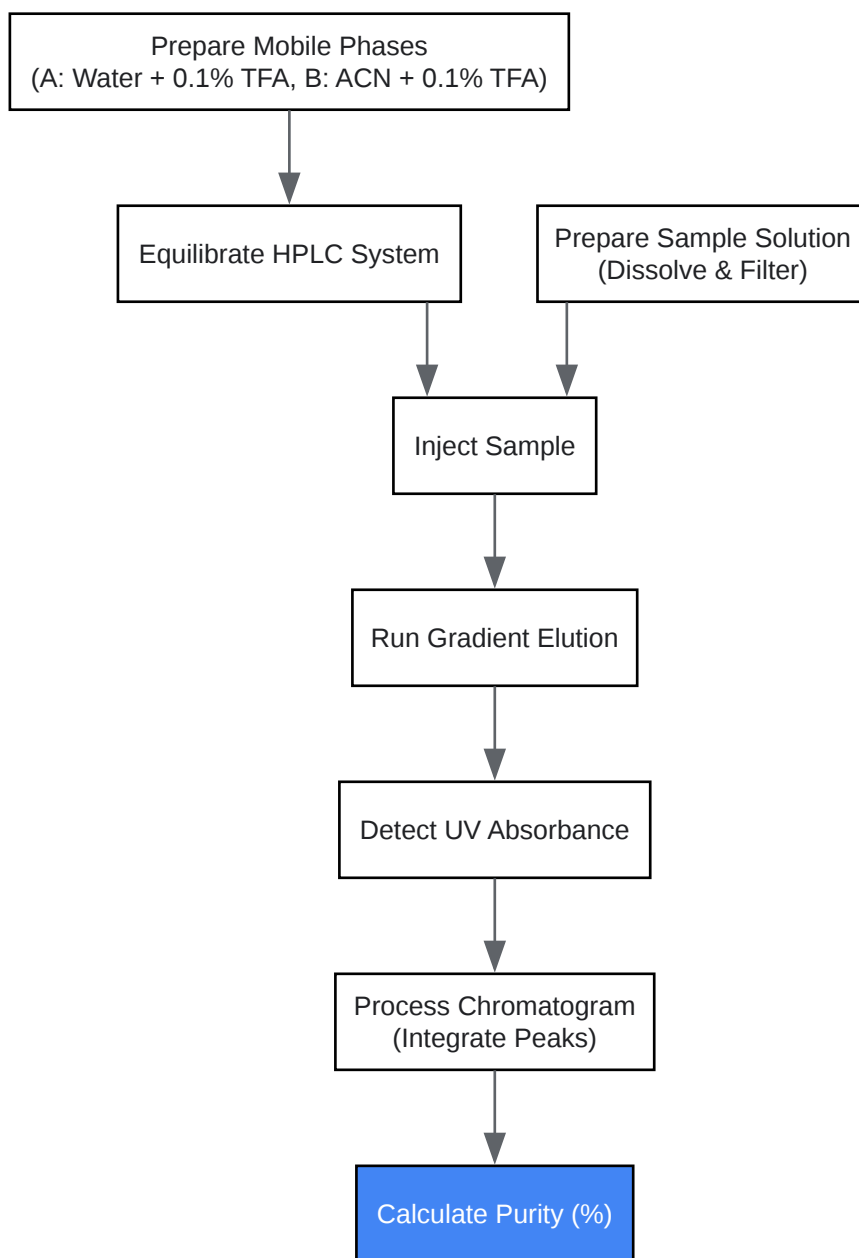 Prepare Mobile Phases
(A: Water + 0.1% TFA, B: ACN + 0.1% TFA)
Equilibrate HPLC System
Prepare Sample Solution
(Dissolve & Filter)
Inject Sample
Run Gradient Elution
Detect UV Absorbance
Process Chromatogram
(Integrate Peaks)
Calculate Purity (%)